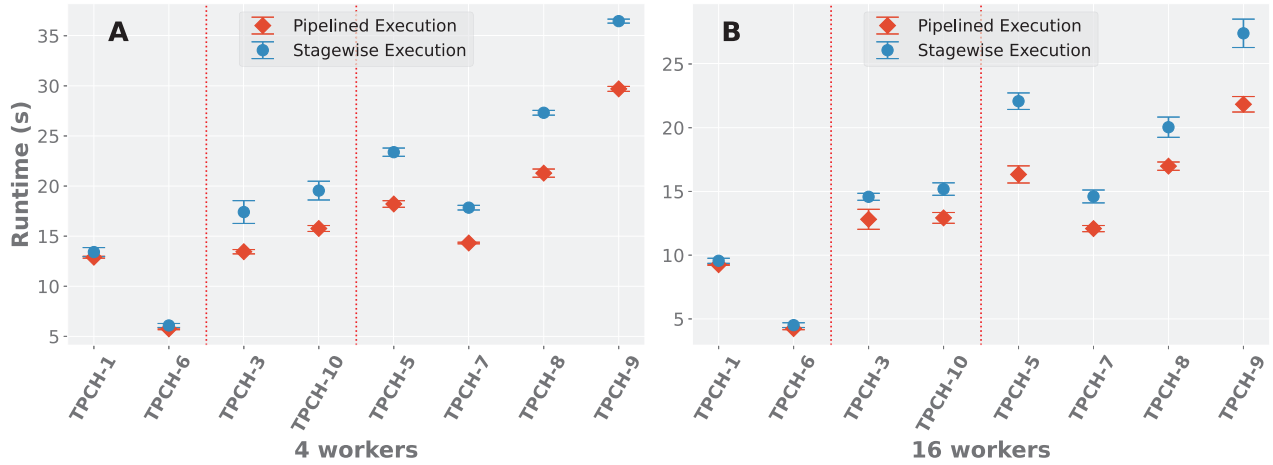 A
Pipelined Execution
Stagewise Execution
Runtime (s)
35
30
25
20
15
10
5
TPCH-1
TPCH-6
TPCH-3
TPCH-10
TPCH-5
TPCH-7
TPCH-8
TPCH-9
4 workers
B
Pipelined Execution
Stagewise Execution
25
20
15
10
5
TPCH-1
TPCH-6
TPCH-3
TPCH-10
TPCH-5
TPCH-7
TPCH-8
TPCH-9
16 workers